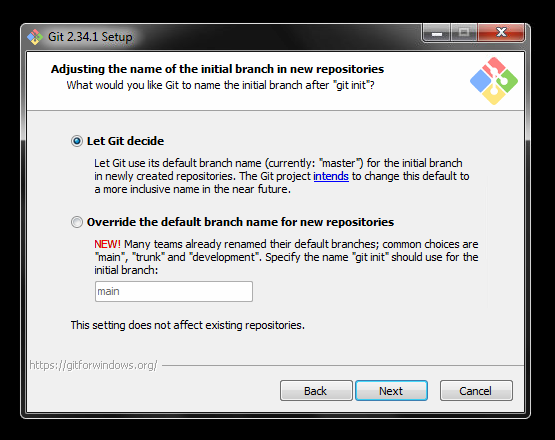 Git 2.34.1 Setup
Adjusting the name of the initial branch in new repositories
What would you like Git to name the initial branch after "git init"?
Let Git decide
Let Git use its default branch name (currently: "master") for the initial branch
in newly created repositories. The Git project intends to change this default to
a more inclusive name in the near future.
Override the default branch name for new repositories
NEW! Many teams already renamed their default branches; common choices are
"main", "trunk" and "development". Specify the name "git init" should use for the
initial branch:
main
This setting does not affect existing repositories.
https://gitforwindows.org/
Back Next Cancel